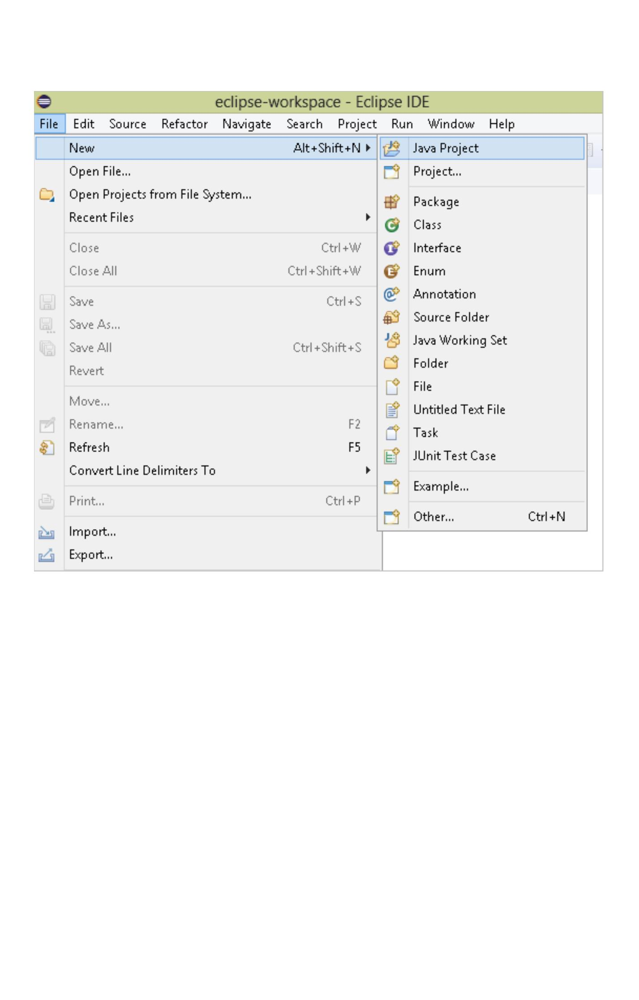 eclipse-workspace - Eclipse IDE
File Edit Source Refactor Navigate Search Project Run Window Help
New Alt+Shift+N
Open File...
Open Projects from File System...
Recent Files
Close Ctrl+W
Close All Ctrl+Shift+W
Save Ctrl+S
Save As...
Save All Ctrl+Shift+S
Revert
Move...
Rename... F2
Refresh F5
Convert Line Delimiters To
Print... Ctrl+P
Import...
Export...
Java Project
Project...
Package
Class
Interface
Enum
Annotation
Source Folder
Java Working Set
Folder
File
Untitled Text File
Task
JUnit Test Case
Example...
Other... Ctrl+N